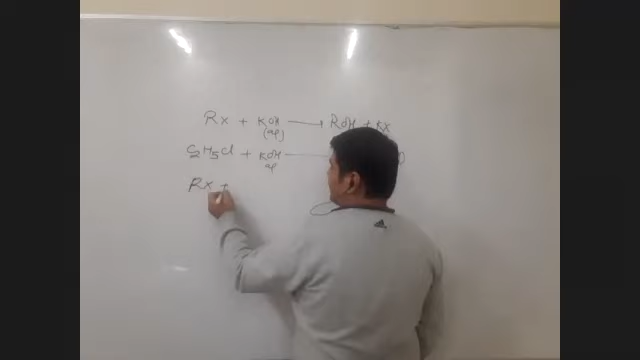 Rx + KOH ⟶ ROH + Kx
(aq)
C2H5Cl + KOH ⟶
aq
Rx +